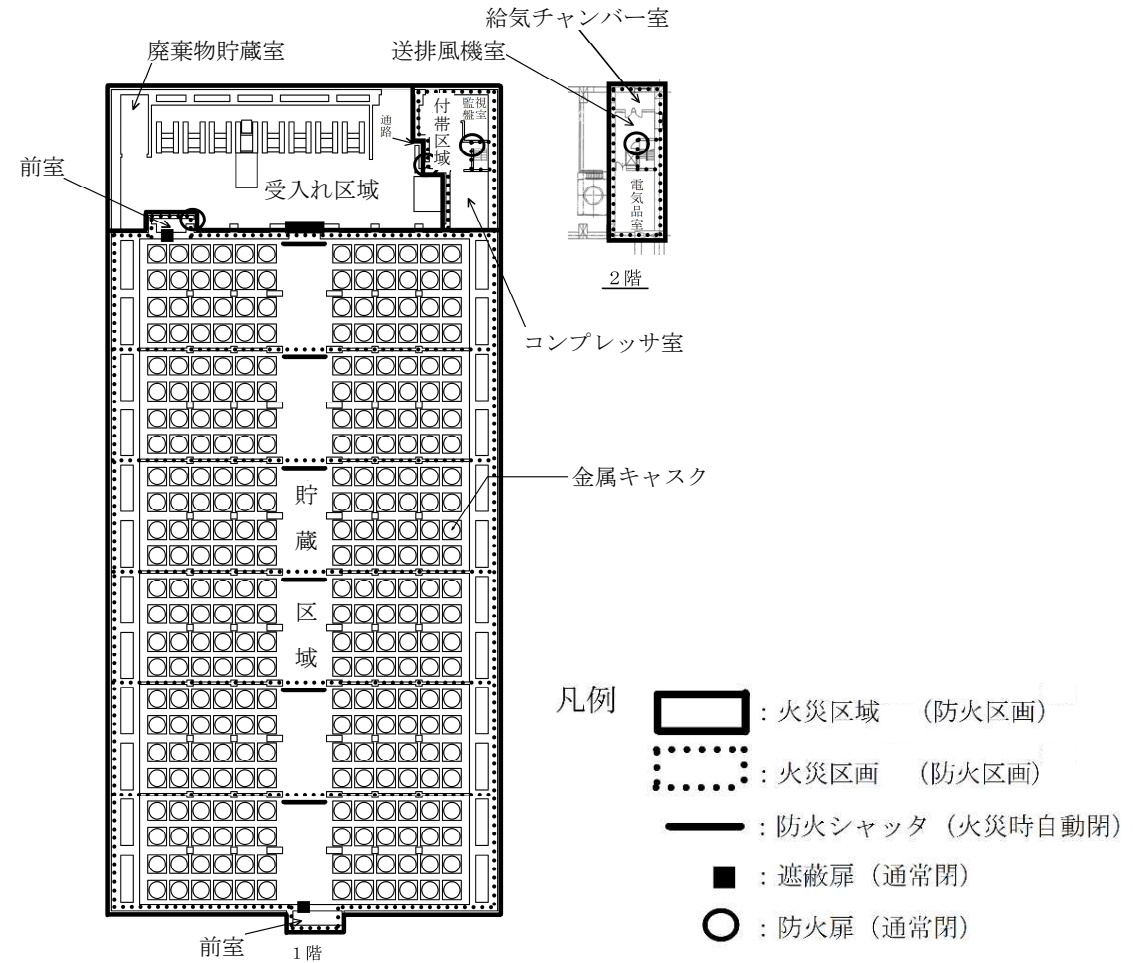 給気チャンバー室
廃棄物貯蔵室
送排風機室
付帯区域
監視盤室
通路
前室
受入れ区域
電気品室
2階
コンプレッサ室
金属キャスク
貯蔵区域
前室
1階
凡例
：火災区域　（防火区画）
：火災区画　（防火区画）
：防火シャッタ（火災時自動閉）
：遮蔽扉（通常閉）
：防火扉（通常閉）